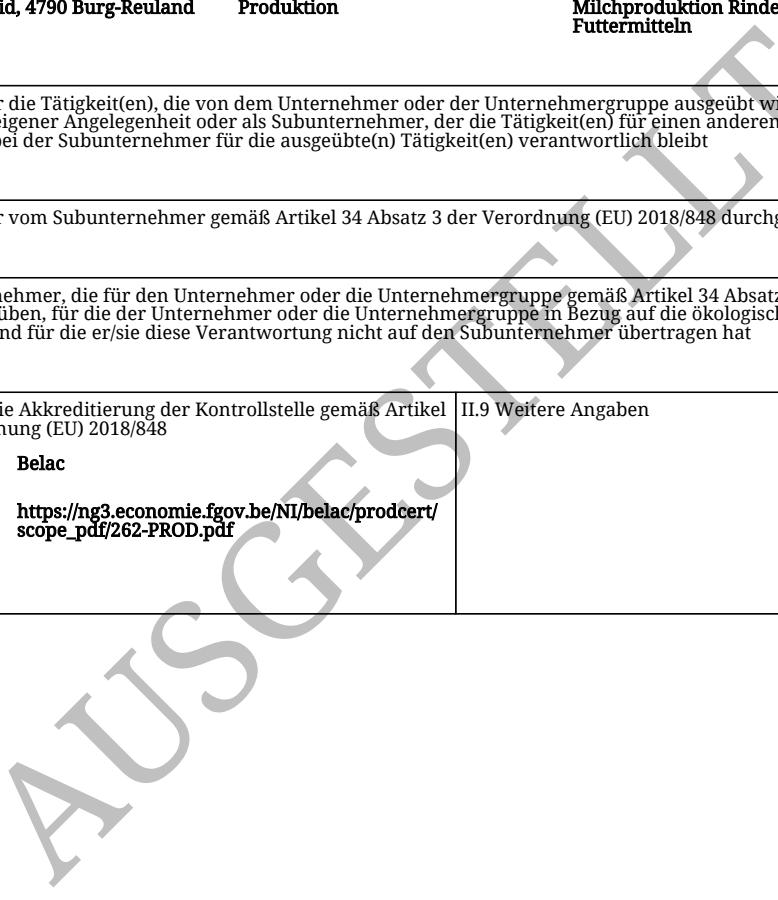 id, 4790 Burg-Reuland Produktion Milchproduktion Rinde
Futtermitteln
r die Tätigkeit(en), die von dem Unternehmer oder der Unternehmergruppe ausgeübt wi
eigener Angelegenheit oder als Subunternehmer, der die Tätigkeit(en) für einen anderen
bei der Subunternehmer für die ausgeübte(n) Tätigkeit(en) verantwortlich bleibt
r vom Subunternehmer gemäß Artikel 34 Absatz 3 der Verordnung (EU) 2018/848 durchg
nehmer, die für den Unternehmer oder die Unternehmergruppe gemäß Artikel 34 Absatz
üben, für die der Unternehmer oder die Unternehmergruppe in Bezug auf die ökologisch
nd für die er/sie diese Verantwortung nicht auf den Subunternehmer übertragen hat
ie Akkreditierung der Kontrollstelle gemäß Artikel
nung (EU) 2018/848
Belac
https://ng3.economie.fgov.be/NI/belac/prodcert/
scope_pdf/262-PROD.pdf
II.9 Weitere Angaben
AUSGESTELLT